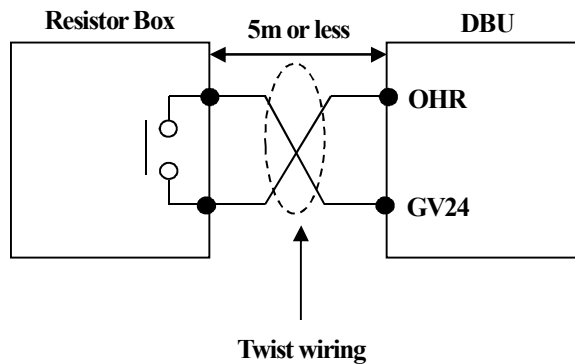 Resistor Box
5m or less
DBU
OHR
GV24
Twist wiring